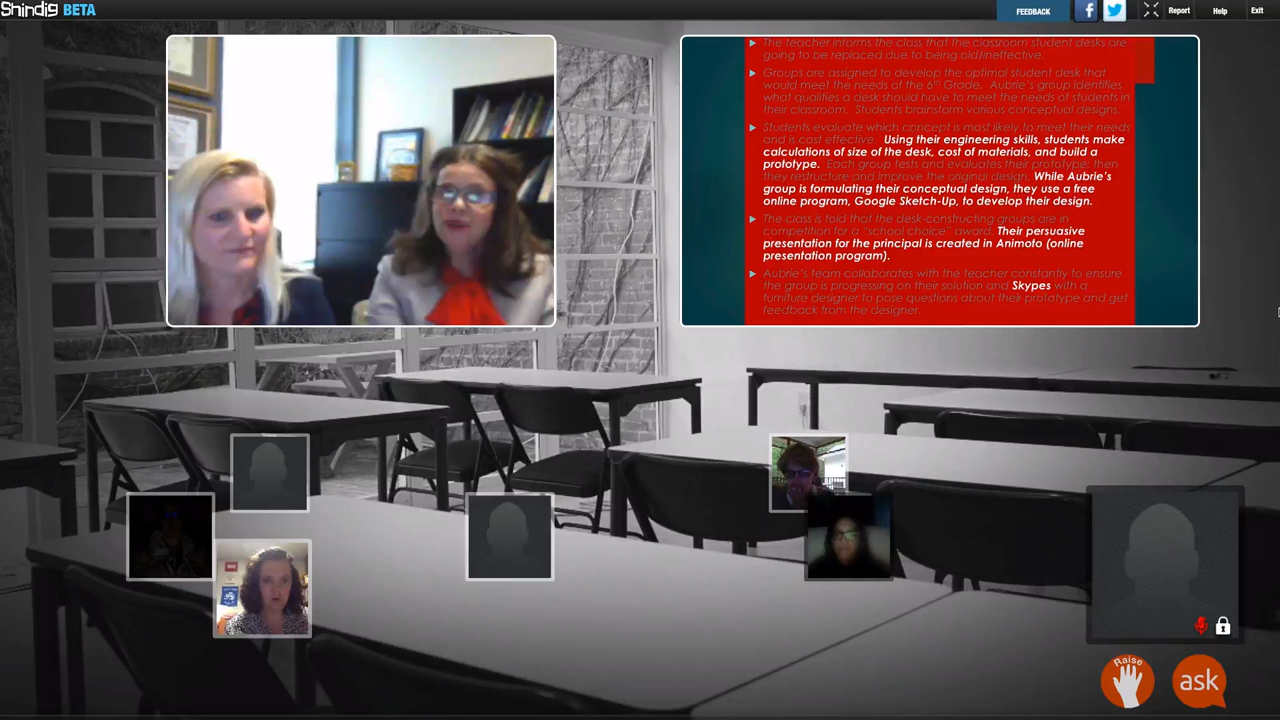 Shindig BETA
FEEDBACK
Report
Help
Exit
The teacher informs the class that the classroom student desks are
going to be replaced due to being old/ineffective.
Groups are assigned to develop the optimal student desk that
would meet the needs of the 6th Grade. Aubrie's group identifies
what qualities a desk should have to meet the needs of students in
their classroom. Students brainstorm various conceptual designs.
Students evaluate which concept is most likely to meet their needs
and is cost effective. Using their engineering skills, students make
calculations of size of the desk, cost of materials, and build a
prototype. Each group tests and evaluates their prototype; then
they restructure and improve the original design. While Aubrie's
group is formulating their conceptual design, they use a free
online program, Google Sketch-Up, to develop their design.
The class is told that the desk-constructing groups are in
competition for a "school choice" award. Their persuasive
presentation for the principal is created in Animoto (online
presentation program).
Aubrie's team collaborates with the teacher constantly to ensure
the group is progressing on their solution and Skypes with a
furniture designer to pose questions about their prototype and get
feedback from the designer.
Raise
ask